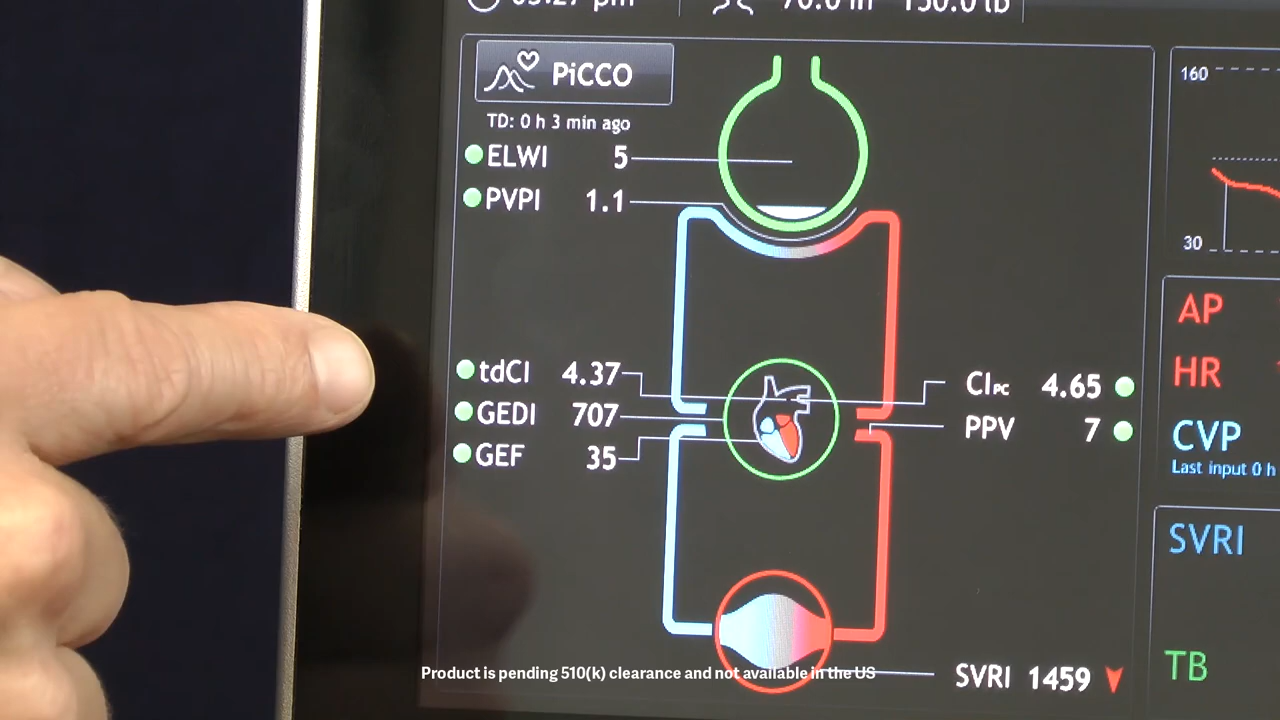 PiCCO
TD: 0 h 3 min ago
ELWI 5
PVPI 1.1
tdCI 4.37
GEDI 707
GEF 35
CIPC 4.65
PPV 7
SVRI 1459
160
30
AP
HR
CVP
Last input 0 h
SVRI
TB
Product is pending 510(k) clearance and not available in the US